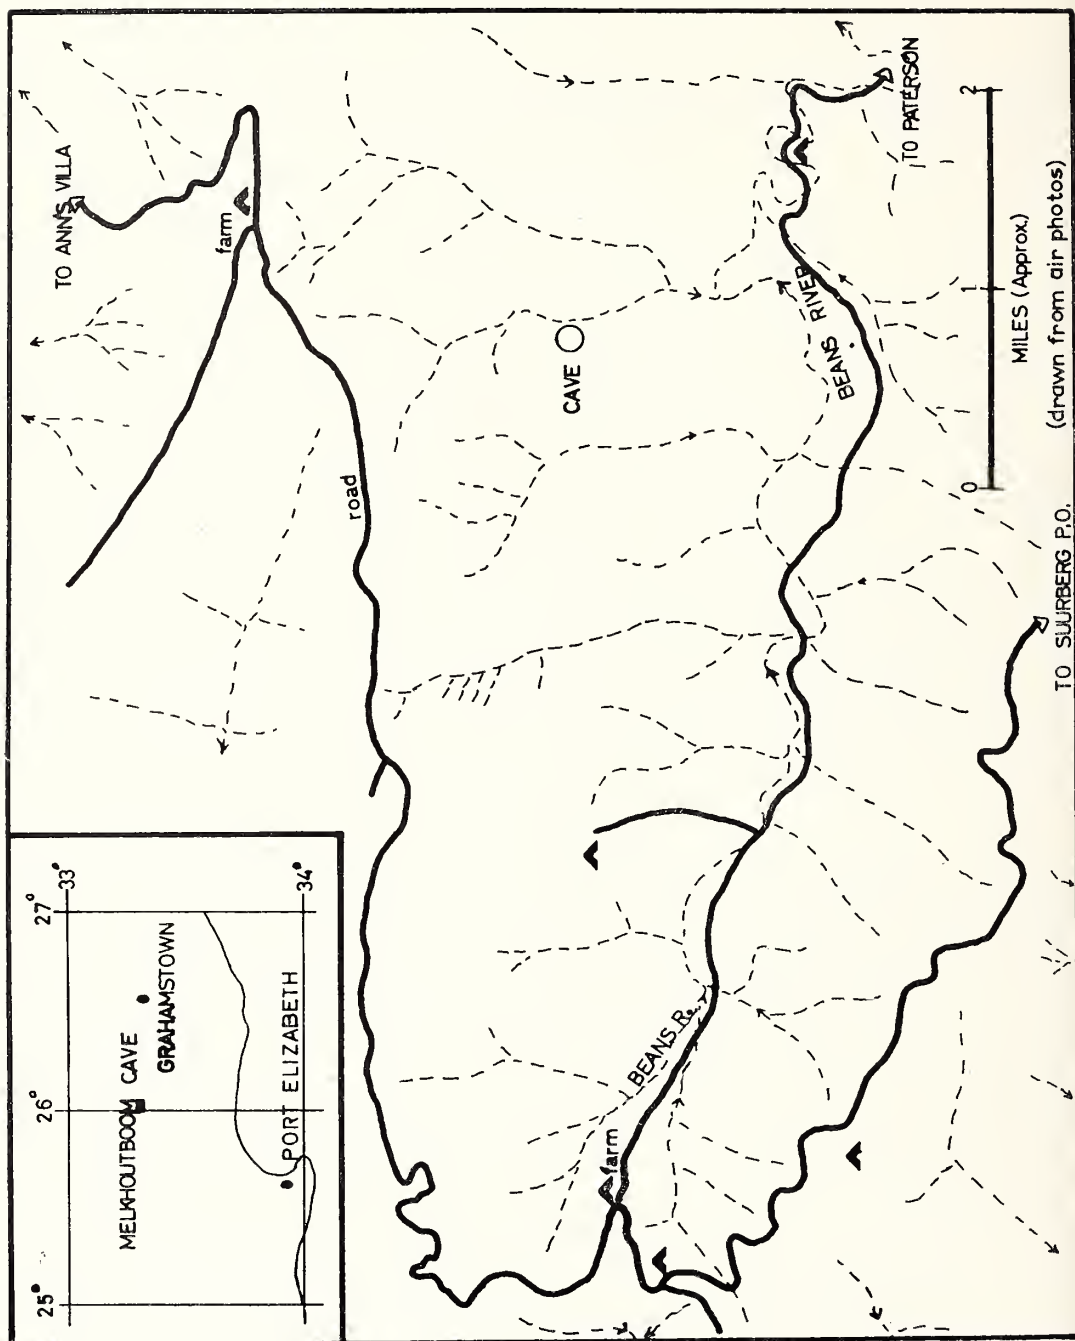 25°
26°
27°
33°
34°
MELKHOUTBOOM CAVE
GRAHAMSTOWN
PORT ELIZABETH
TO ANN'S VILLA
farm
road
CAVE
BEANS R.
farm
BEANS RIVER
TO PATERSON
TO SUURBERG P.O.
0
1
2
MILES (Approx.)
(drawn from air photos)